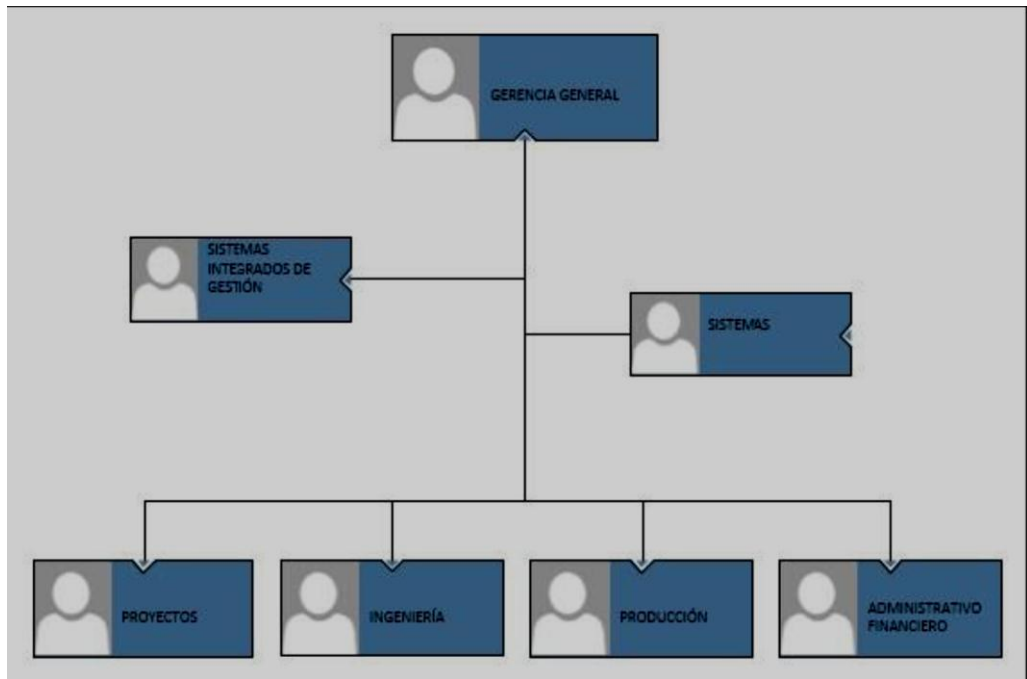 GERENCIA GENERAL
SISTEMAS
INTEGRADOS DE
GESTIÓN
SISTEMAS
PROYECTOS
INGENIERÍA
PRODUCCIÓN
ADMINISTRATIVO
FINANCIERO